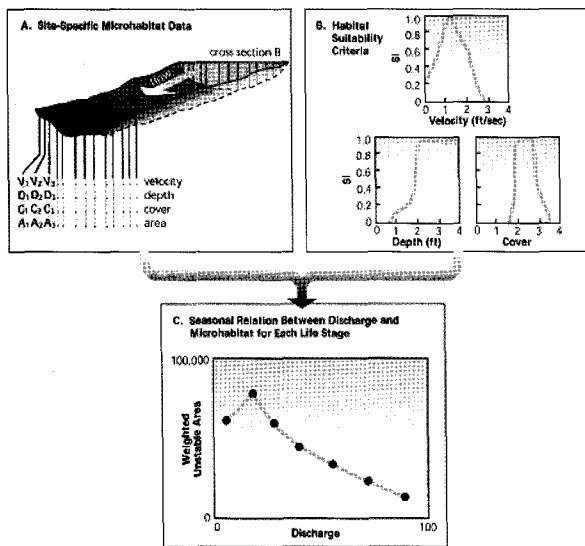 A. Site-Specific Microhabitat Data
cross section B
V1 V2 V3 velocity
D1 D2 D3 depth
C1 C2 C3 cover
A1 A2 A3 area
B. Habitat
Suitability
Criteria
SI
1.0
0.8
0.6
0.4
0.2
0
0 1 2 3 4
Velocity (ft/sec)
SI
1.0
0.8
0.6
0.4
0.2
0
0 1 2 3 4
Depth (ft)
0 1 2 3 4
Cover
C. Seasonal Relation Between Discharge and
Microhabitat for Each Life Stage
100,000
Weighted
Unstable Area
0
0 100
Discharge